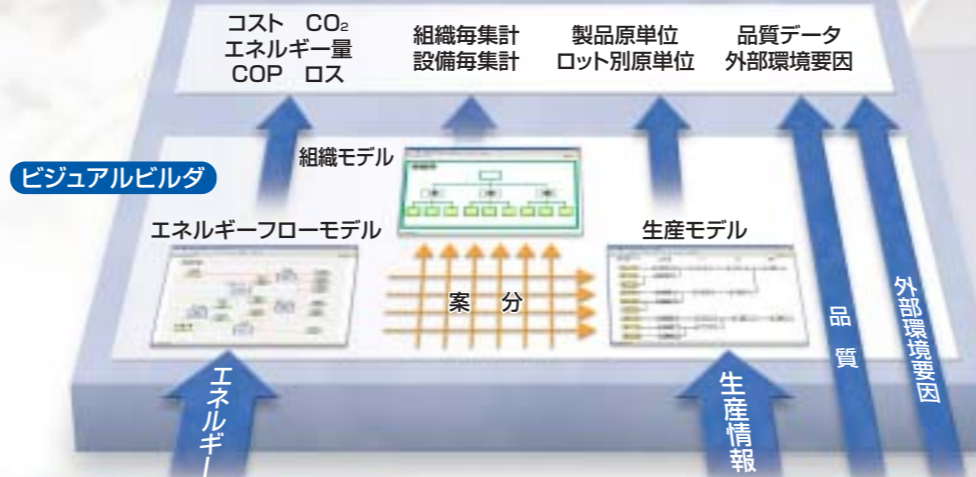 コスト CO₂
エネルギー量
COP ロス
組織毎集計
設備毎集計
製品原単位
ロット別原単位
品質データ
外部環境要因
ビジュアルビルダ
組織モデル
エネルギーフローモデル
生産モデル
案 分
エネルギー
生産情報
品質
外部環境要因